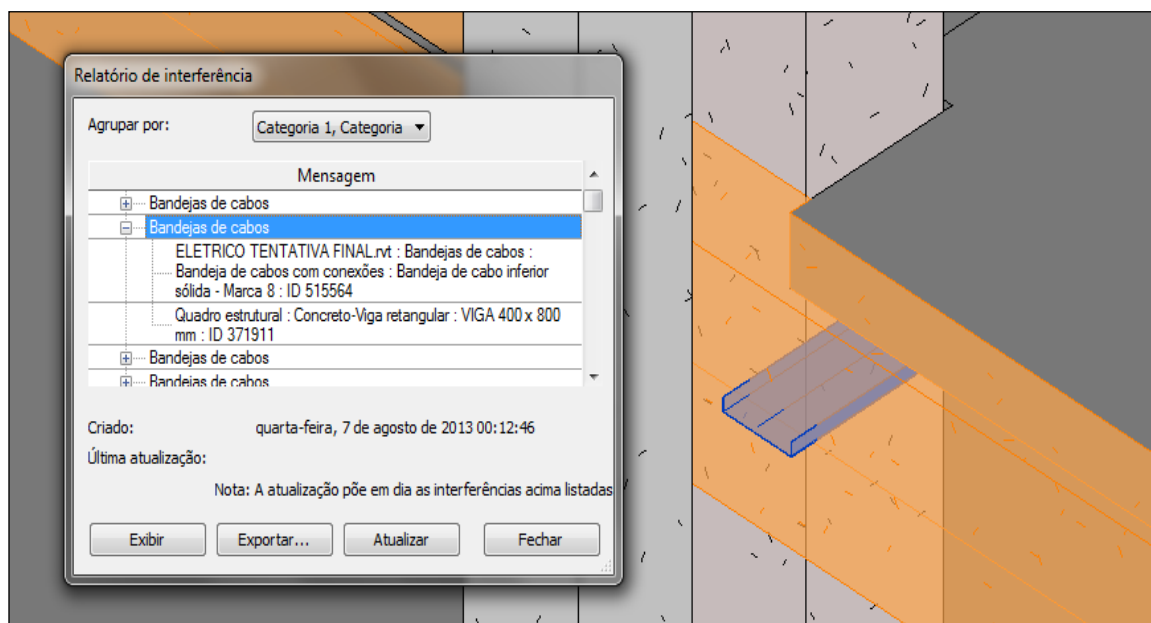 Relatório de interferência
Agrupar por:
Categoria 1, Categoria
Mensagem
Bandejas de cabos
Bandejas de cabos
ELETRICO TENTATIVA FINAL.rvt : Bandejas de cabos :
Bandeja de cabos com conexões : Bandeja de cabo inferior
sólida - Marca 8 : ID 515564
Quadro estrutural : Concreto-Viga retangular : VIGA 400 x 800
mm : ID 371911
Bandejas de cabos
Bandejas de cabos
Criado:
quarta-feira, 7 de agosto de 2013 00:12:46
Última atualização:
Nota: A atualização põe em dia as interferências acima listadas
Exibir
Exportar...
Atualizar
Fechar